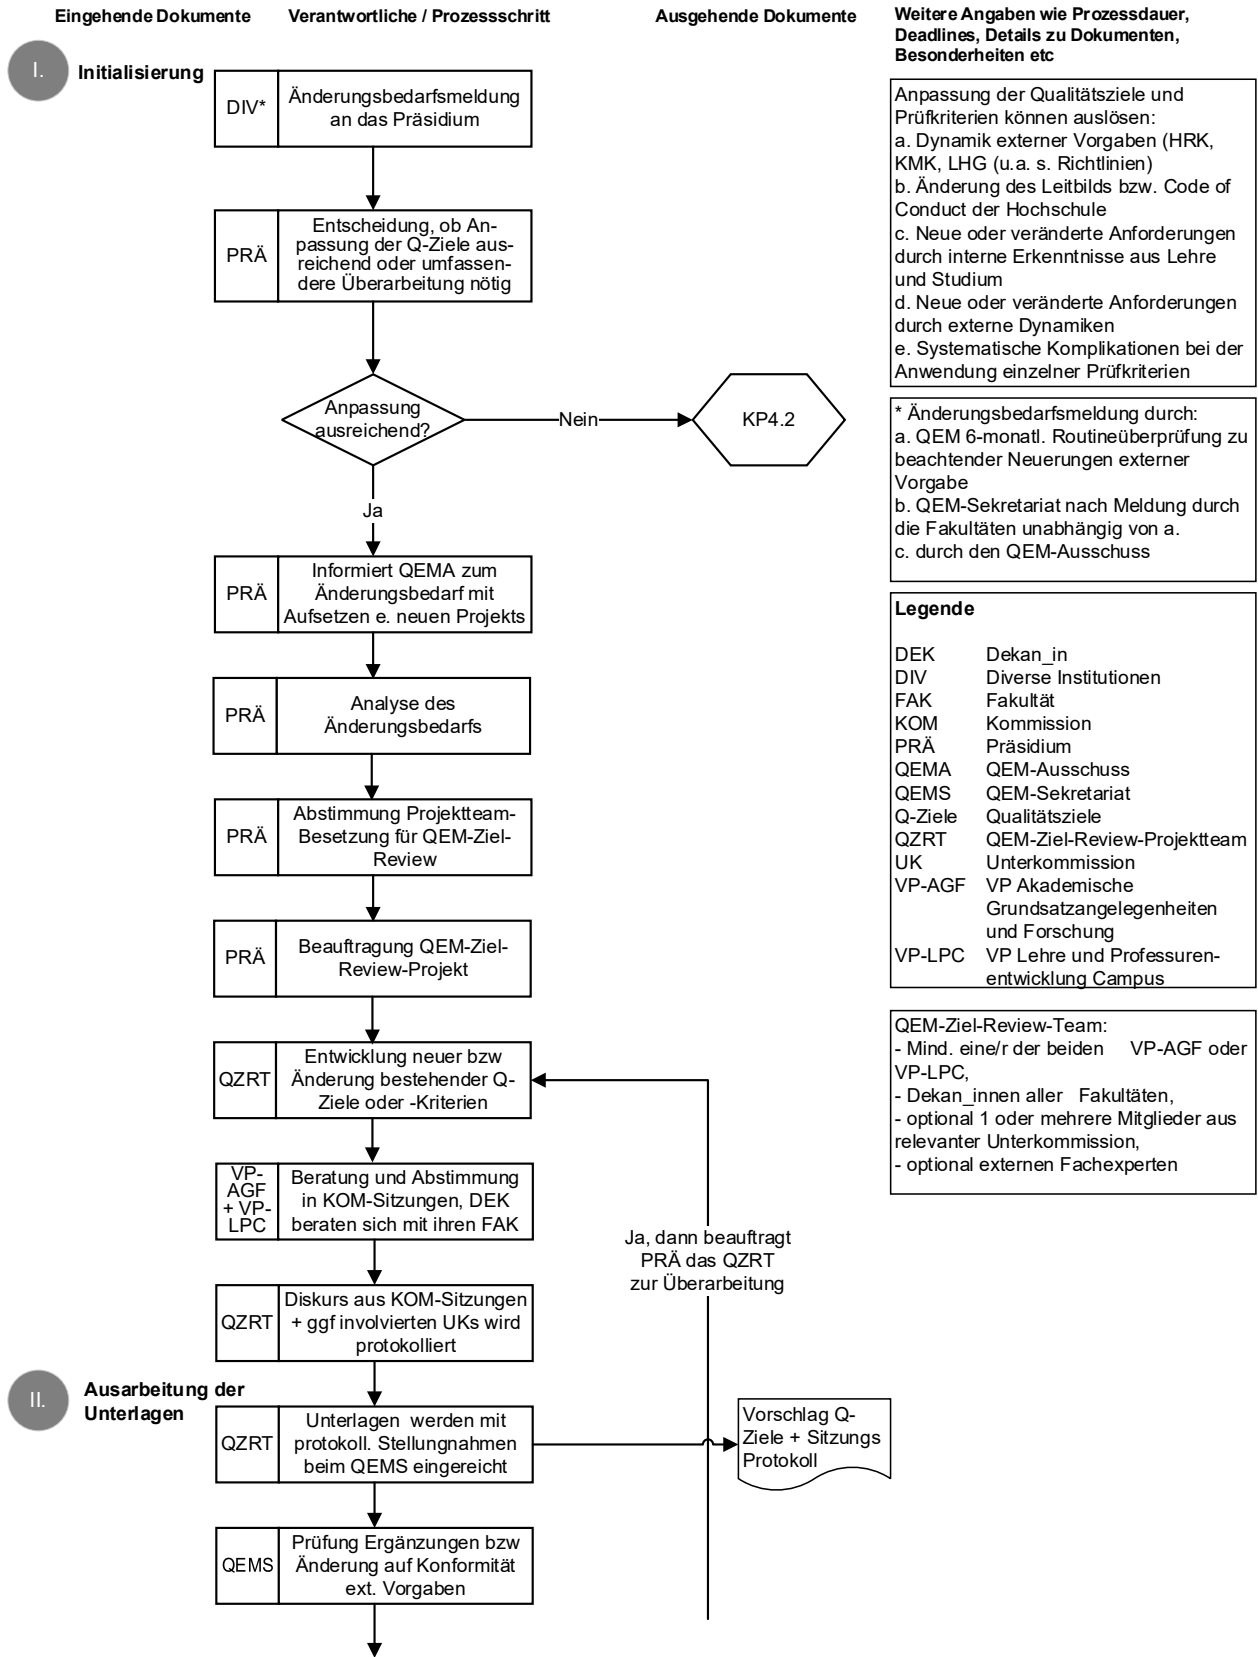 Eingehende Dokumente
Verantwortliche / Prozessschritt
Ausgehende Dokumente
Weitere Angaben wie Prozessdauer,
Deadlines, Details zu Dokumenten,
Besonderheiten etc
I.
Initialisierung
DIV*
Änderungsbedarfsmeldung
an das Präsidium
PRÄ
Entscheidung, ob An-
passung der Q-Ziele aus-
reichend oder umfassen-
dere Überarbeitung nötig
Anpassung
ausreichend?
Nein
KP4.2
Ja
PRÄ
Informiert QEMA zum
Änderungsbedarf mit
Aufsetzen e. neuen Projekts
PRÄ
Analyse des
Änderungsbedarfs
PRÄ
Abstimmung Projektteam-
Besetzung für QEM-Ziel-
Review
PRÄ
Beauftragung QEM-Ziel-
Review-Projekt
QZRT
Entwicklung neuer bzw
Änderung bestehender Q-
Ziele oder -Kriterien
VP-
AGF
+ VP-
LPC
Beratung und Abstimmung
in KOM-Sitzungen, DEK
beraten sich mit ihren FAK
Ja, dann beauftragt
PRÄ das QZRT
zur Überarbeitung
QZRT
Diskurs aus KOM-Sitzungen
+ ggf involvierten UKs wird
protokolliert
II.
Ausarbeitung der
Unterlagen
QZRT
Unterlagen werden mit
protokoll. Stellungnahmen
beim QEMS eingereicht
Vorschlag Q-
Ziele + Sitzungs
Protokoll
QEMS
Prüfung Ergänzungen bzw
Änderung auf Konformität
ext. Vorgaben
Anpassung der Qualitätsziele und
Prüfkriterien können auslösen:
a. Dynamik externer Vorgaben (HRK,
KMK, LHG (u.a. s. Richtlinien)
b. Änderung des Leitbilds bzw. Code of
Conduct der Hochschule
c. Neue oder veränderte Anforderungen
durch interne Erkenntnisse aus Lehre
und Studium
d. Neue oder veränderte Anforderungen
durch externe Dynamiken
e. Systematische Komplikationen bei der
Anwendung einzelner Prüfkriterien
* Änderungsbedarfsmeldung durch:
a. QEM 6-monatl. Routineüberprüfung zu
beachtender Neuerungen externer
Vorgabe
b. QEM-Sekretariat nach Meldung durch
die Fakultäten unabhängig von a.
c. durch den QEM-Ausschuss
Legende
DEK Dekan_in
DIV Diverse Institutionen
FAK Fakultät
KOM Kommission
PRÄ Präsidium
QEMA QEM-Ausschuss
QEMS QEM-Sekretariat
Q-Ziele Qualitätsziele
QZRT QEM-Ziel-Review-Projektteam
UK Unterkommission
VP-AGF VP Akademische
Grundsatzangelegenheiten
und Forschung
VP-LPC VP Lehre und Professuren-
entwicklung Campus
QEM-Ziel-Review-Team:
- Mind. eine/r der beiden VP-AGF oder
VP-LPC,
- Dekan_innen aller Fakultäten,
- optional 1 oder mehrere Mitglieder aus
relevanter Unterkommission,
- optional externen Fachexperten